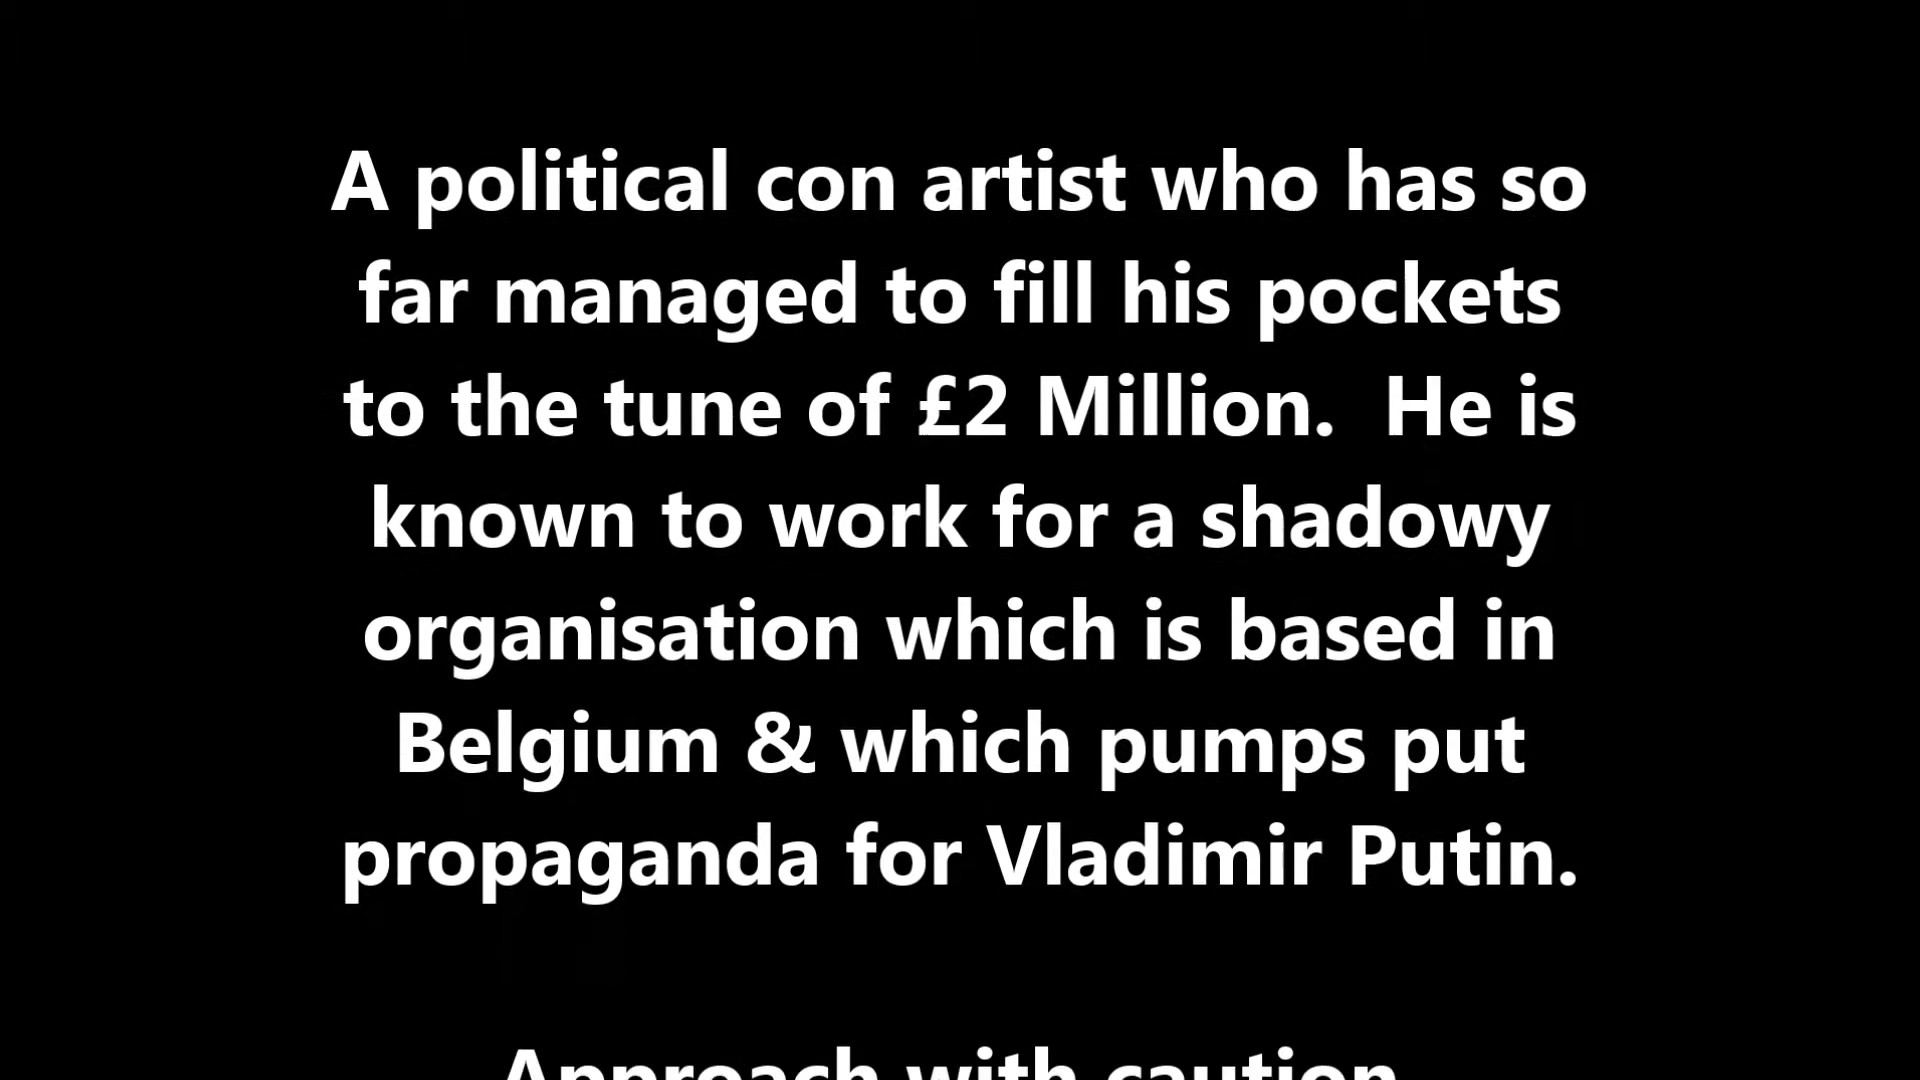 A political con artist who has so
far managed to fill his pockets
to the tune of £2 Million.  He is
known to work for a shadowy
organisation which is based in
Belgium & which pumps put
propaganda for Vladimir Putin.
Approach with caution